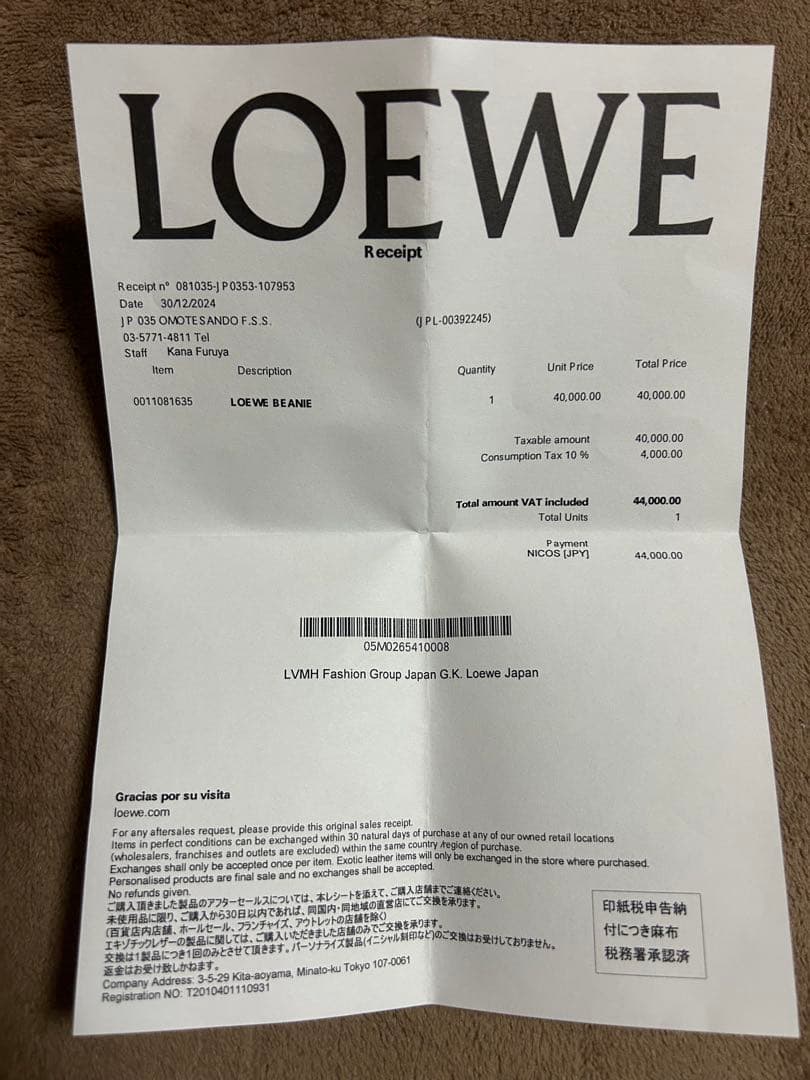 LOEWE
Receipt
Receipt n° 081035-JP0353-107953
Date 30/12/2024
JP 035 OMOTESANDO F.S.S. (JPL-00392245)
03-5771-4811 Tel
Staff Kana Furuya
Item Description Quantity Unit Price Total Price
0011081635 LOEWE BEANIE 1 40,000.00 40,000.00
Taxable amount 40,000.00
Consumption Tax 10 % 4,000.00
Total amount VAT included 44,000.00
Total Units 1
Payment
NICOS [JPY] 44,000.00
05M0265410008
LVMH Fashion Group Japan G.K. Loewe Japan
Gracias por su visita
loewe.com
For any aftersales request, please provide this original sales receipt.
Items in perfect conditions can be exchanged within 30 natural days of purchase at any of our owned retail locations
(wholesalers, franchises and outlets are excluded) within the same country /region of purchase.
Exchanges shall only be accepted once per item. Exotic leather items will only be exchanged in the store where purchased.
Personalised products are final sale and no exchanges shall be accepted.
No refunds given.
ご購入頂きました製品のアフターセールスについては、本レシートを添えて、ご購入店舗までご連絡ください。
未使用品に限り、ご購入から30日以内であれば、同国内・同地域の直営店にてご交換を承ります。
(百貨店内店舗、ホールセール、フランチャイズ、アウトレットの店舗を除く)
エキゾチックレザーの製品に関しては、ご購入いただきました店舗のみでご交換を承ります。
交換は1製品につき1回のみとさせて頂きます。パーソナライズ製品(イニシャル刻印など)のご交換はお受けしておりません。
返金はお受け致しかねます。
Company Address: 3-5-29 Kita-aoyama, Minato-ku Tokyo 107-0061
Registration NO: T2010401110931
印紙税申告納
付につき麻布
税務署承認済